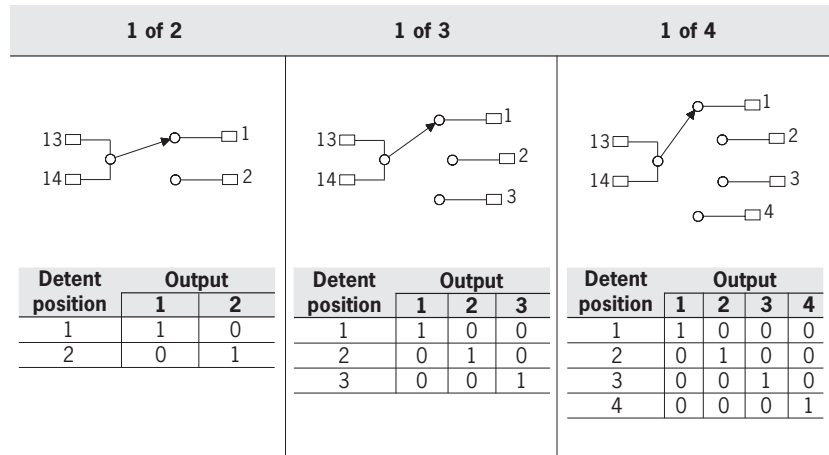 1 of 2
1 of 3
1 of 4
13
14
1
2
13
14
1
2
3
13
14
1
2
3
4
Detent position Output
1 2
1 1 0
2 0 1
Detent position Output
1 2 3
1 1 0 0
2 0 1 0
3 0 0 1
Detent position Output
1 2 3 4
1 1 0 0 0
2 0 1 0 0
3 0 0 1 0
4 0 0 0 1